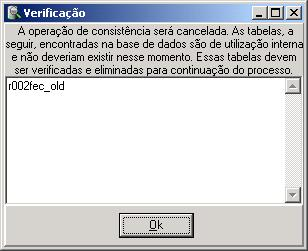 Verificação
A operação de consistência será cancelada. As tabelas, a
seguir, encontradas na base de dados são de utilização interna
e não deveriam existir nesse momento. Essas tabelas devem
ser verificadas e eliminadas para continuação do processo.
r002fec_old
Ok